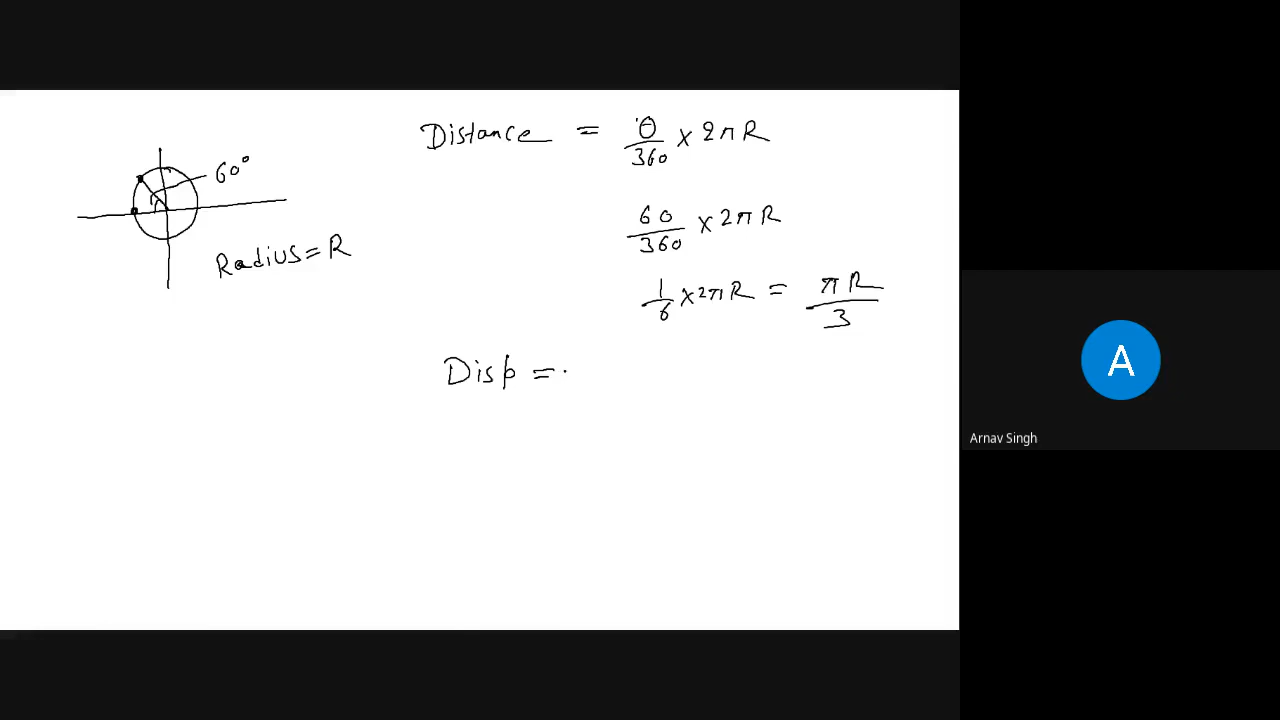 Distance = θ/360 × 2πR
60°
60/360 × 2πR
Radius = R
1/6 × 2πR = πR/3
Disp =
A
Arnav Singh